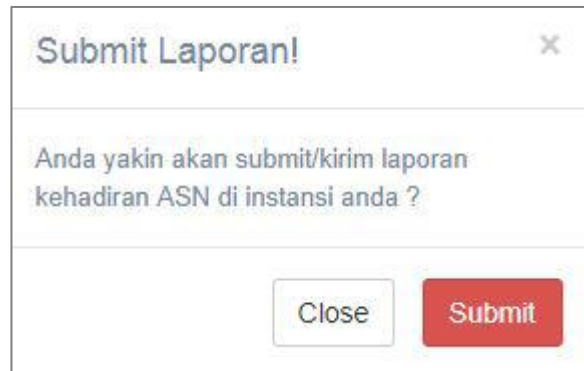 Submit Laporan!
×
Anda yakin akan submit/kirim laporan
kehadiran ASN di instansi anda ?
Close
Submit